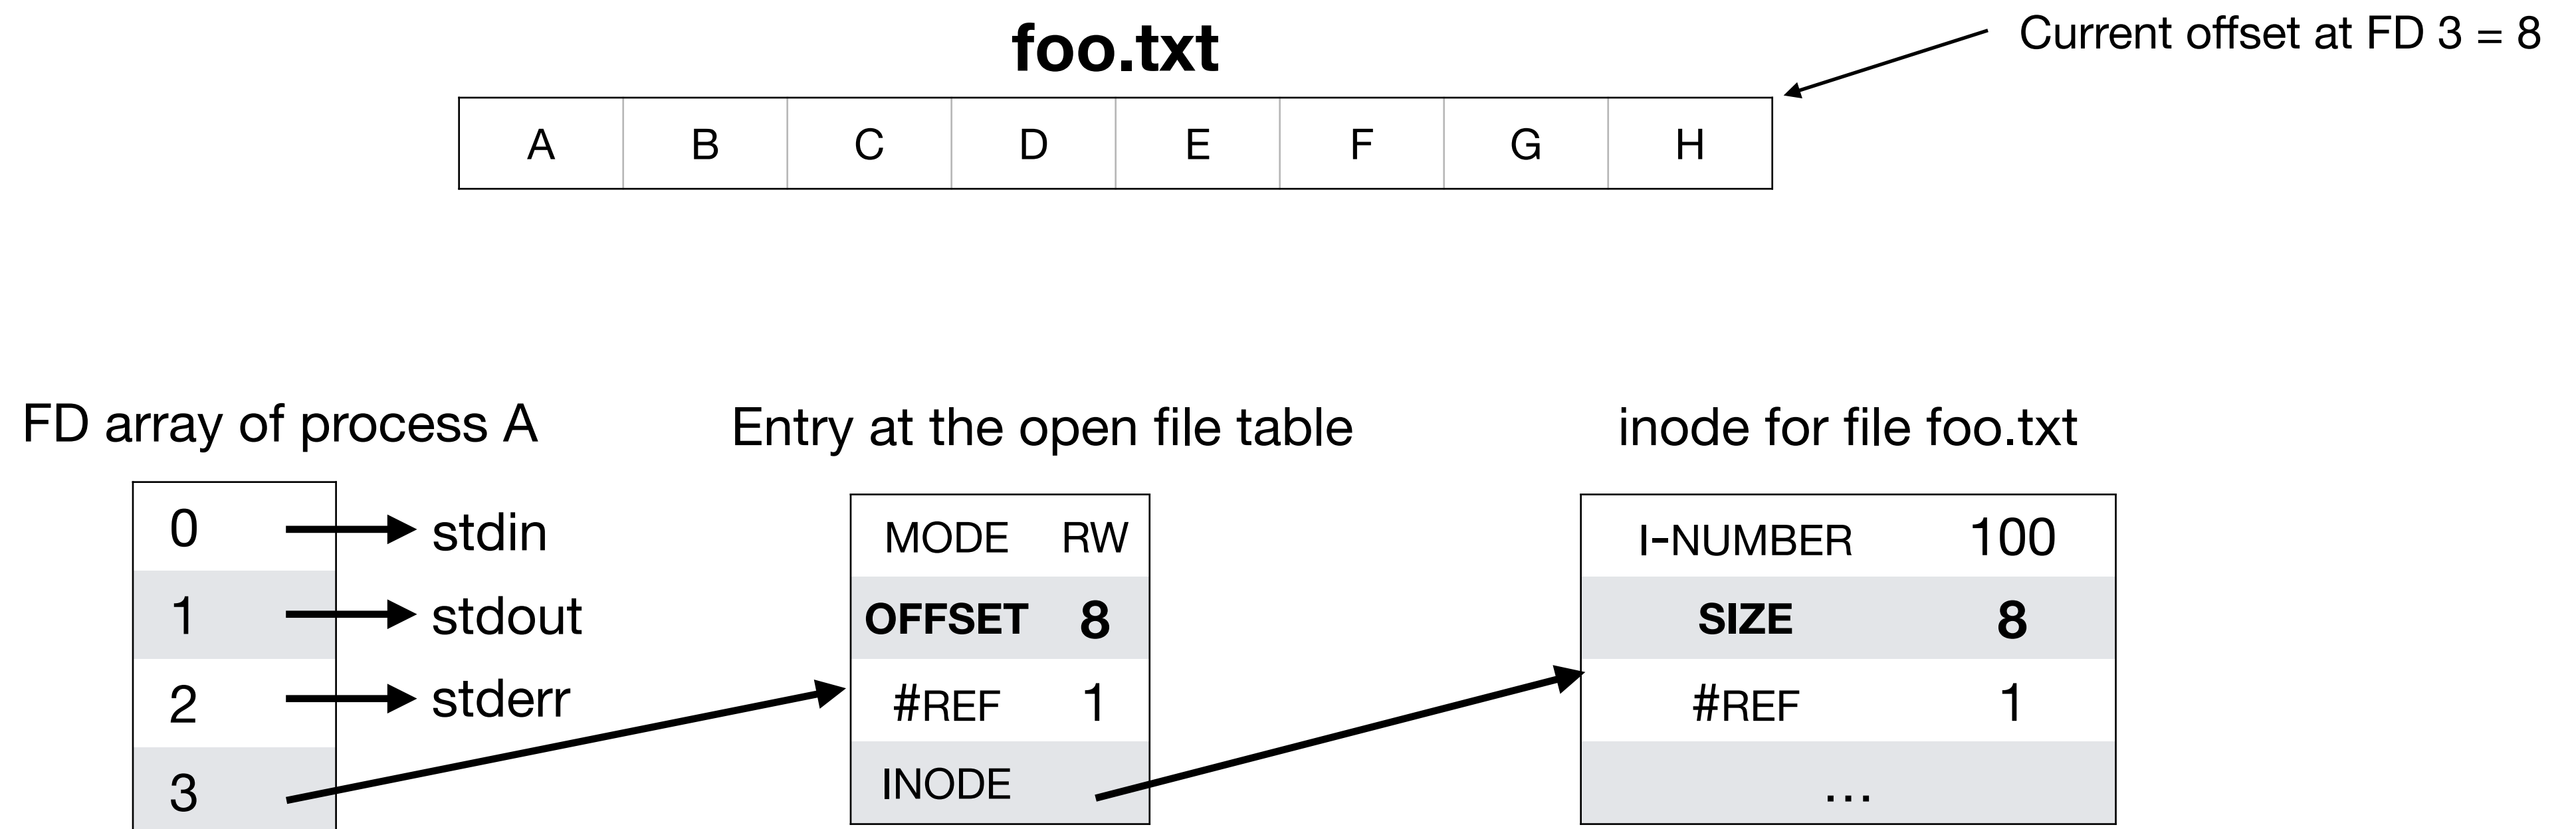 foo.txt
Current offset at FD 3 = 8
A B C D E F G H
FD array of process A
0 stdin
1 stdout
2 stderr
3
Entry at the open file table
MODE RW
OFFSET 8
#REF 1
INODE
inode for file foo.txt
I-NUMBER 100
SIZE 8
#REF 1
...